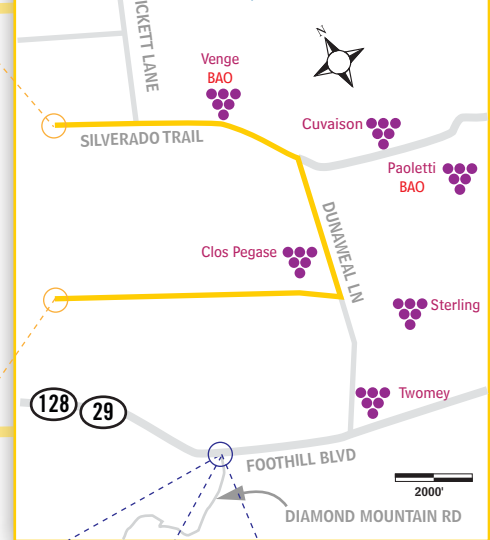 ICKETT LANE
N
Venge
BAO
Cuvaison
SILVERADO TRAIL
Paoletti
BAO
DUNAWEAL LN
Clos Pegase
Sterling
Twomey
128
29
FOOTHILL BLVD
2000'
DIAMOND MOUNTAIN RD